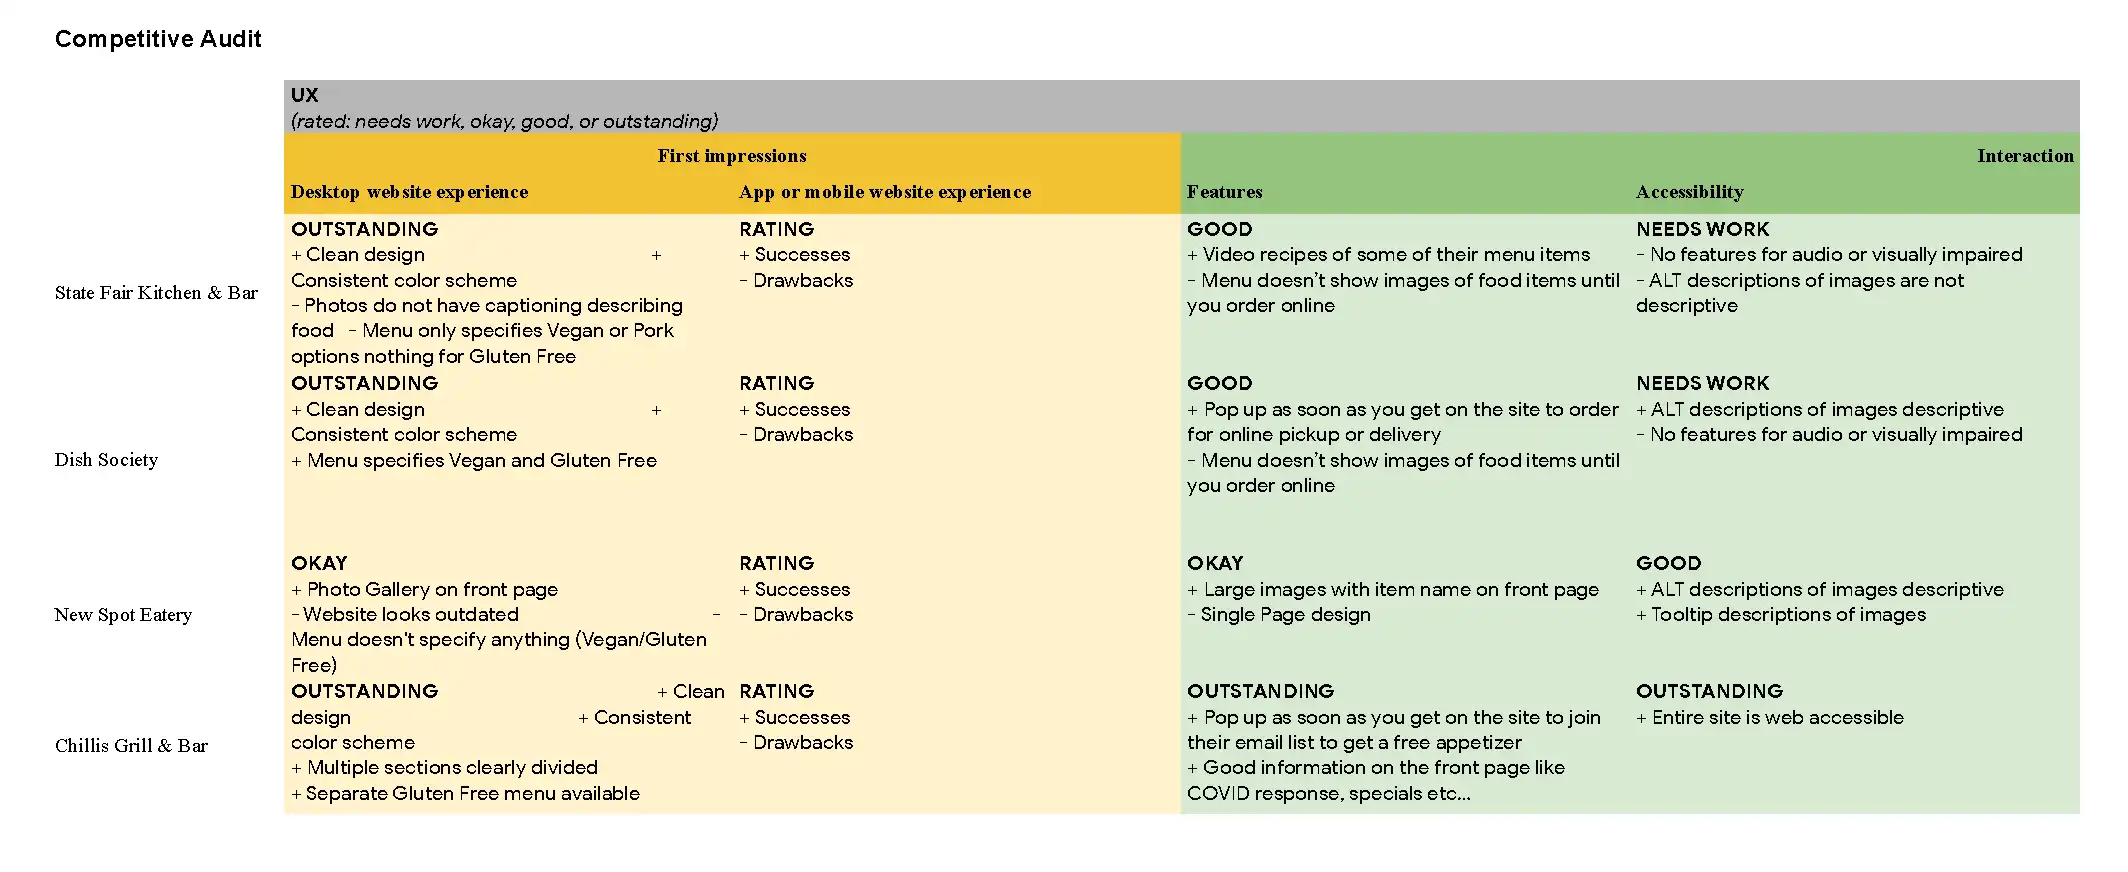 Competitive Audit
UX
(rated: needs work, okay, good, or outstanding)
First impressions
Interaction
Desktop website experience
App or mobile website experience
Features
Accessibility
State Fair Kitchen & Bar
OUTSTANDING
+ Clean design +
Consistent color scheme
- Photos do not have captioning describing
food - Menu only specifies Vegan or Pork
options nothing for Gluten Free
RATING
+ Successes
- Drawbacks
GOOD
+ Video recipes of some of their menu items
- Menu doesn’t show images of food items until
you order online
NEEDS WORK
- No features for audio or visually impaired
- ALT descriptions of images are not
descriptive
Dish Society
OUTSTANDING
+ Clean design +
Consistent color scheme
+ Menu specifies Vegan and Gluten Free
RATING
+ Successes
- Drawbacks
GOOD
+ Pop up as soon as you get on the site to order
for online pickup or delivery
- Menu doesn’t show images of food items until
you order online
NEEDS WORK
+ ALT descriptions of images descriptive
- No features for audio or visually impaired
New Spot Eatery
OKAY
+ Photo Gallery on front page
- Website looks outdated -
Menu doesn't specify anything (Vegan/Gluten
Free)
RATING
+ Successes
- Drawbacks
OKAY
+ Large images with item name on front page
- Single Page design
GOOD
+ ALT descriptions of images descriptive
+ Tooltip descriptions of images
Chillis Grill & Bar
OUTSTANDING + Clean
design + Consistent
color scheme
+ Multiple sections clearly divided
+ Separate Gluten Free menu available
RATING
+ Successes
- Drawbacks
OUTSTANDING
+ Pop up as soon as you get on the site to join
their email list to get a free appetizer
+ Good information on the front page like
COVID response, specials etc...
OUTSTANDING
+ Entire site is web accessible